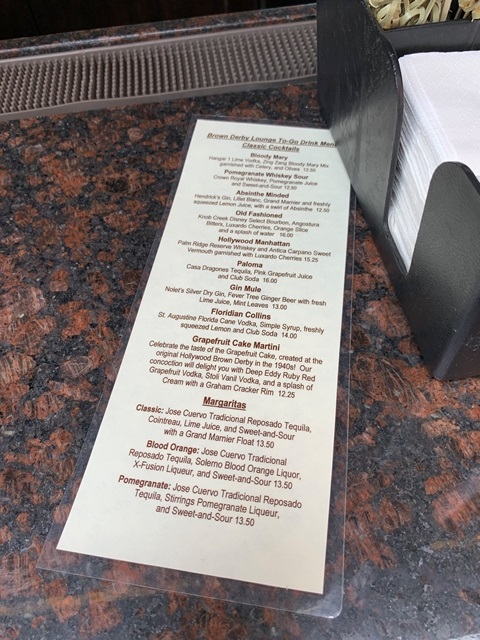 Brown Derby Lounge To-Go Drink Menu
Classic Cocktails
Bloody Mary
Hangar 1 Lime Vodka, Zing Zang Bloody Mary Mix
garnished with Celery, and Olives 13.50
Pomegranate Whiskey Sour
Crown Royal Whiskey, Pomegranate Juice
and Sweet-and-Sour 12.50
Absinthe Minded
Hendrick's Gin, Lillet Blanc, Grand Marnier and freshly
squeezed Lemon Juice, with a swirl of Absinthe 12.50
Old Fashioned
Knob Creek Disney Select Bourbon, Angostura
Bitters, Luxardo Cherries, Orange Slice
and a splash of water 16.00
Hollywood Manhattan
Palm Ridge Reserve Whiskey and Antica Carpano Sweet
Vermouth garnished with Luxardo Cherries 15.25
Paloma
Casa Dragones Tequila, Pink Grapefruit Juice
and Club Soda 16.00
Gin Mule
Nolet's Silver Dry Gin, Fever Tree Ginger Beer with fresh
Lime Juice, Mint Leaves 13.00
Floridian Collins
St. Augustine Florida Cane Vodka, Simple Syrup, freshly
squeezed Lemon and Club Soda 14.00
Grapefruit Cake Martini
Celebrate the taste of the Grapefruit Cake, created at the
original Hollywood Brown Derby in the 1940s! Our
concoction will delight you with Deep Eddy Ruby Red
Grapefruit Vodka, Stoli Vanil Vodka, and a splash of
Cream with a Graham Cracker Rim 12.25
Margaritas
Classic: Jose Cuervo Tradicional Reposado Tequila,
Cointreau, Lime Juice, and Sweet-and-Sour
with a Grand Marnier Float 13.50
Blood Orange: Jose Cuervo Tradicional
Reposado Tequila, Solerno Blood Orange Liquor,
X-Fusion Liqueur, and Sweet-and-Sour 13.50
Pomegranate: Jose Cuervo Tradicional Reposado
Tequila, Stirrings Pomegranate Liqueur,
and Sweet-and-Sour 13.50